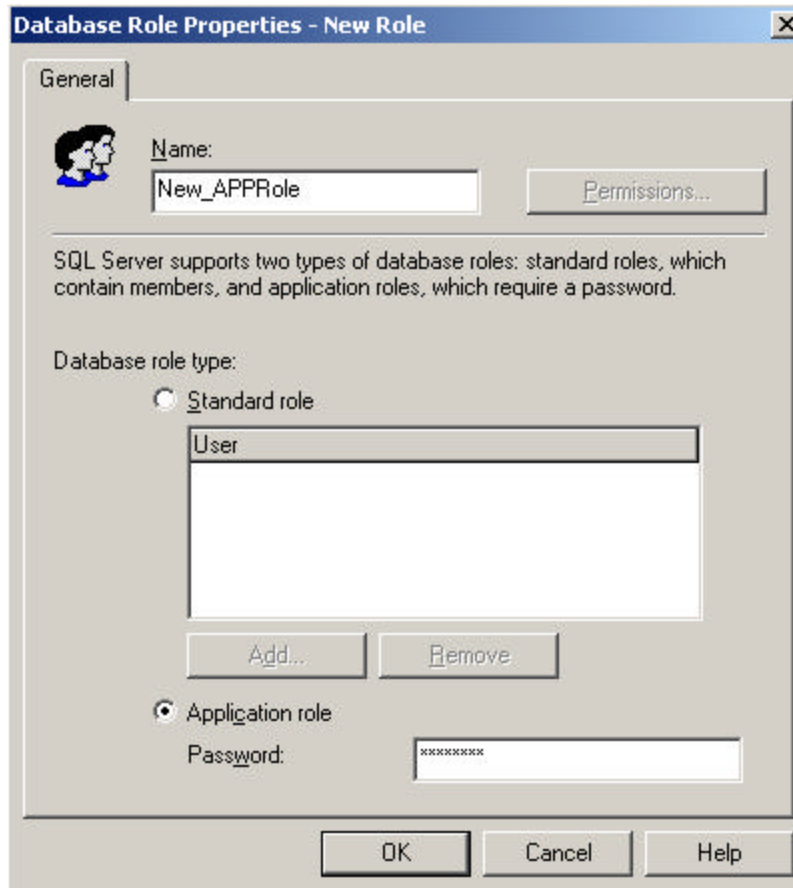 Database Role Properties - New Role
General
Name:
New_APPRole
Permissions...
SQL Server supports two types of database roles: standard roles, which
contain members, and application roles, which require a password.
Database role type:
Standard role
User
Add...
Remove
Application role
Password:
********
OK
Cancel
Help